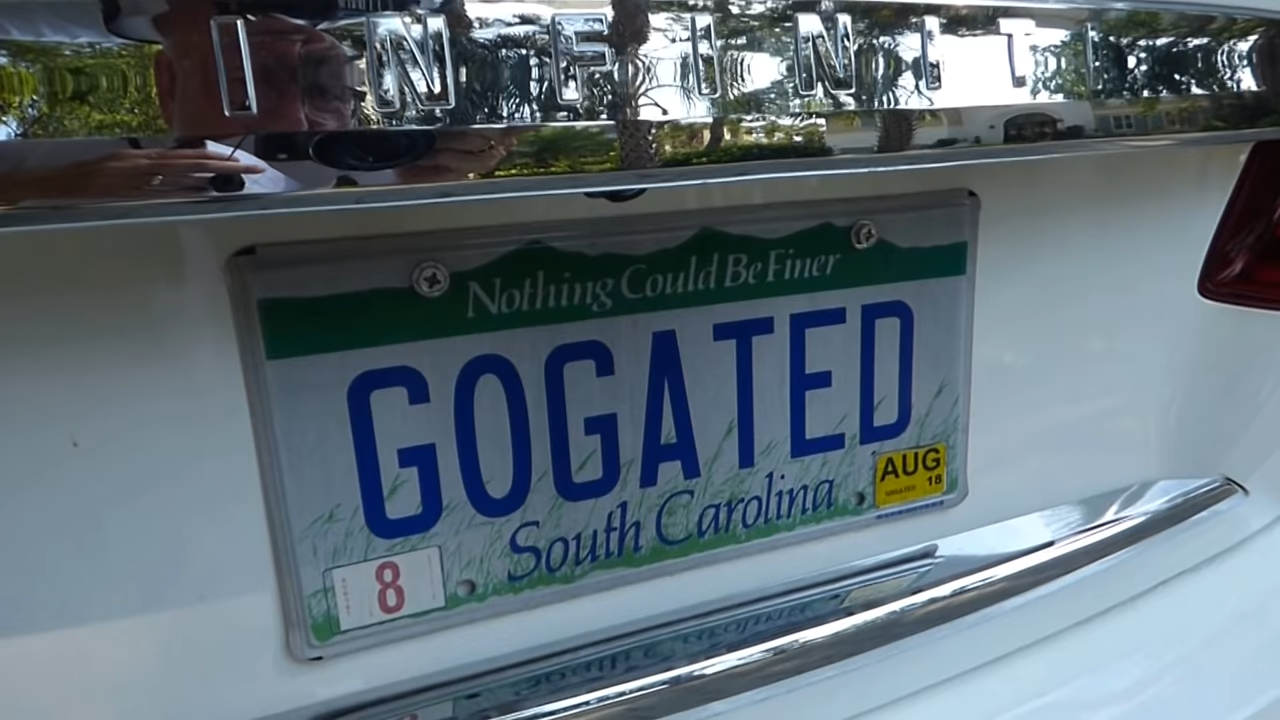 INFINITI
Nothing Could Be Finer
GOGATED
AUG
18
South Carolina
8